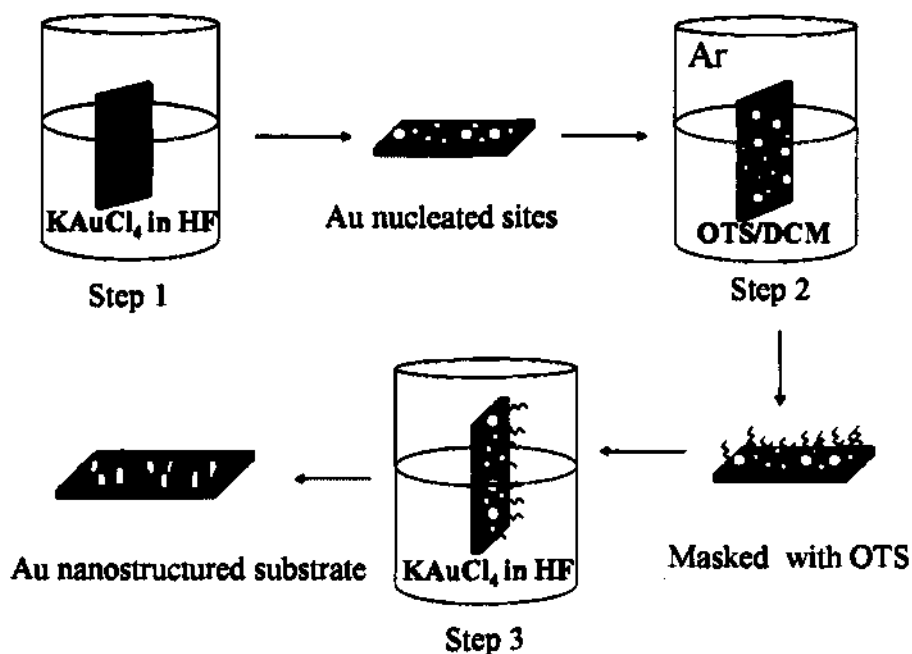 KAuCl₄ in HF
Step 1
Au nucleated sites
Ar
OTS/DCM
Step 2
Masked with OTS
KAuCl₄ in HF
Step 3
Au nanostructured substrate